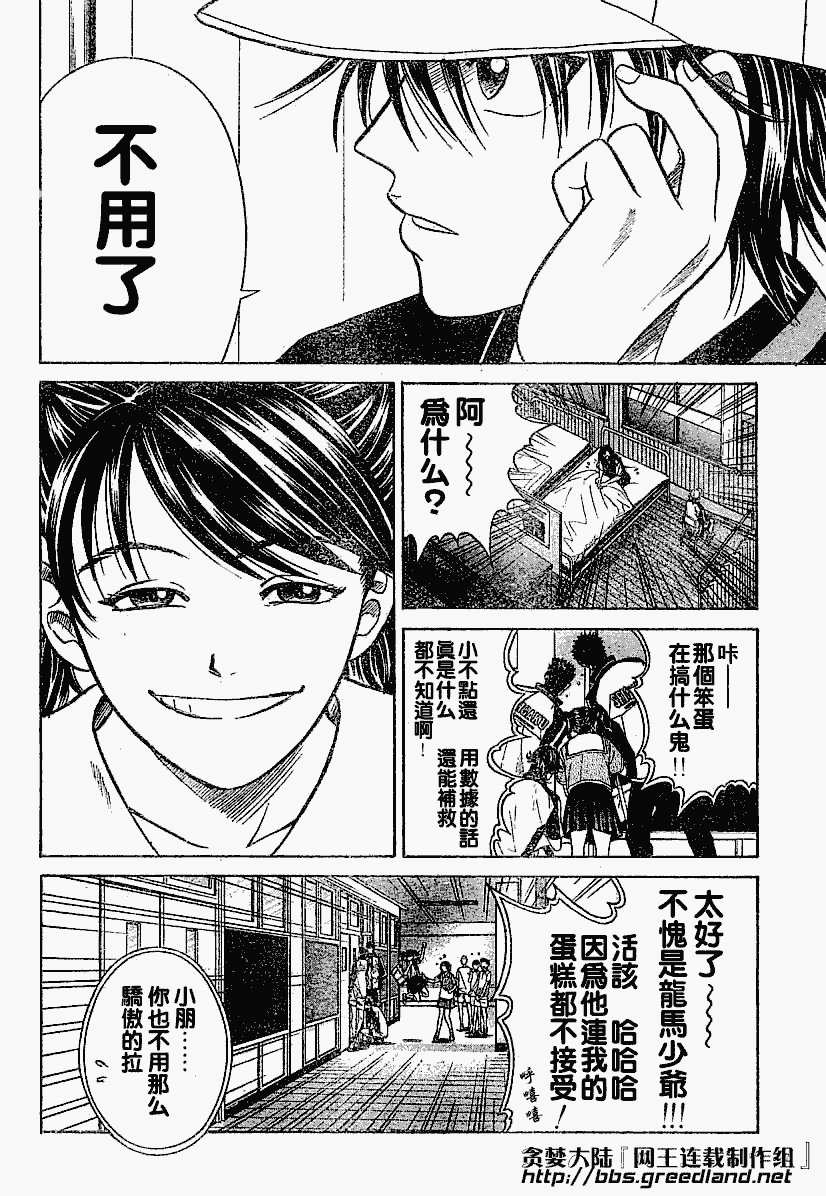 不用了
阿～～～
爲什么？
咔——
那個笨蛋
在搞什么鬼！！
小不點還
眞是什么
都不知道啊！
用數據的話
還能補救
太好了～～～～
不愧是龍馬少爺！！！
活該　哈哈哈
因爲他連我的
蛋糕都不接受！
呼嘻嘻
小朋……
你也不用那么
驕傲的拉
贪婪大陆『网王连载制作组』
http://bbs.greedland.net